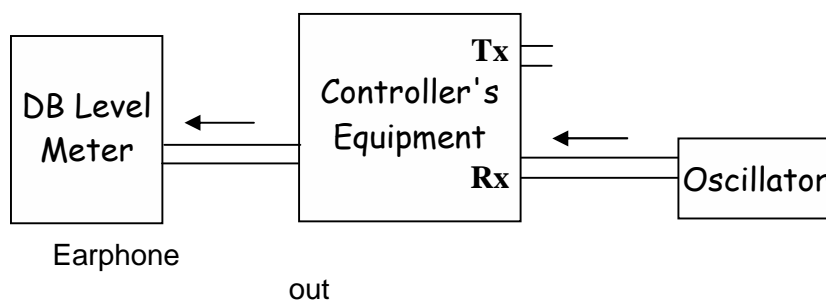 DB Level
Meter
Controller's
Equipment
Tx
Rx
Oscillator
Earphone
out